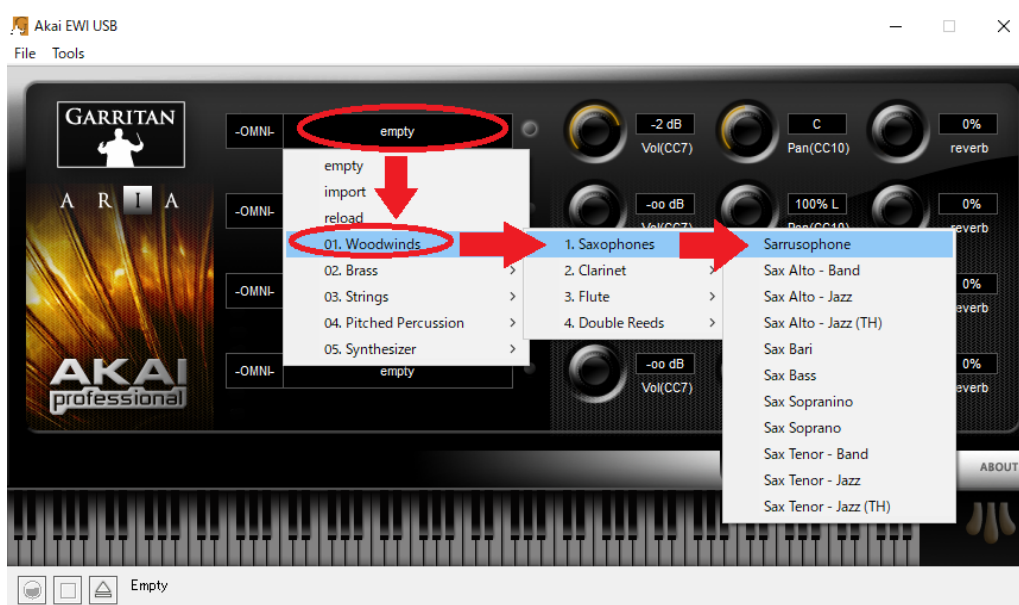 Akai EWI USB
File Tools
GARRITAN
ARIA
AKAI
professional
-OMNI- empty -2 dB C 0%
Vol(CC7) Pan(CC10) reverb
-OMNI- -oo dB 100% L 0%
reverb
-OMNI- 0%
-OMNI- empty -oo dB 0%
Vol(CC7)
empty
import
reload
01. Woodwinds
02. Brass
03. Strings
04. Pitched Percussion
05. Synthesizer
1. Saxophones
2. Clarinet
3. Flute
4. Double Reeds
Sarrusophone
Sax Alto - Band
Sax Alto - Jazz
Sax Alto - Jazz (TH)
Sax Bari
Sax Bass
Sax Sopranino
Sax Soprano
Sax Tenor - Band
Sax Tenor - Jazz
Sax Tenor - Jazz (TH)
ABOUT
Empty